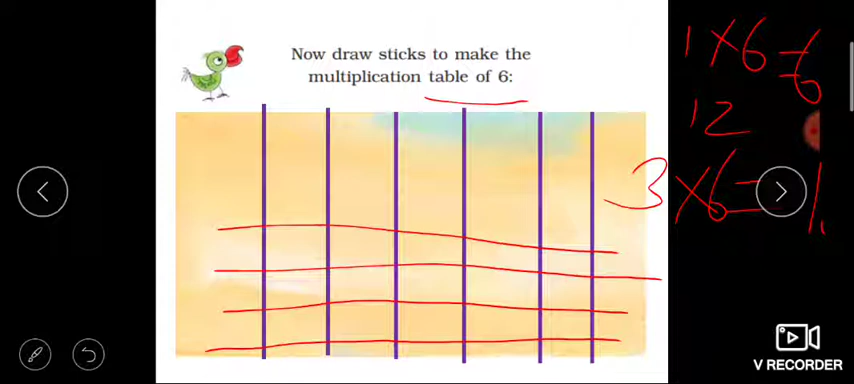 Now draw sticks to make the
multiplication table of 6:
1 × 6 = 6
12
3 × 6 =
V RECORDER